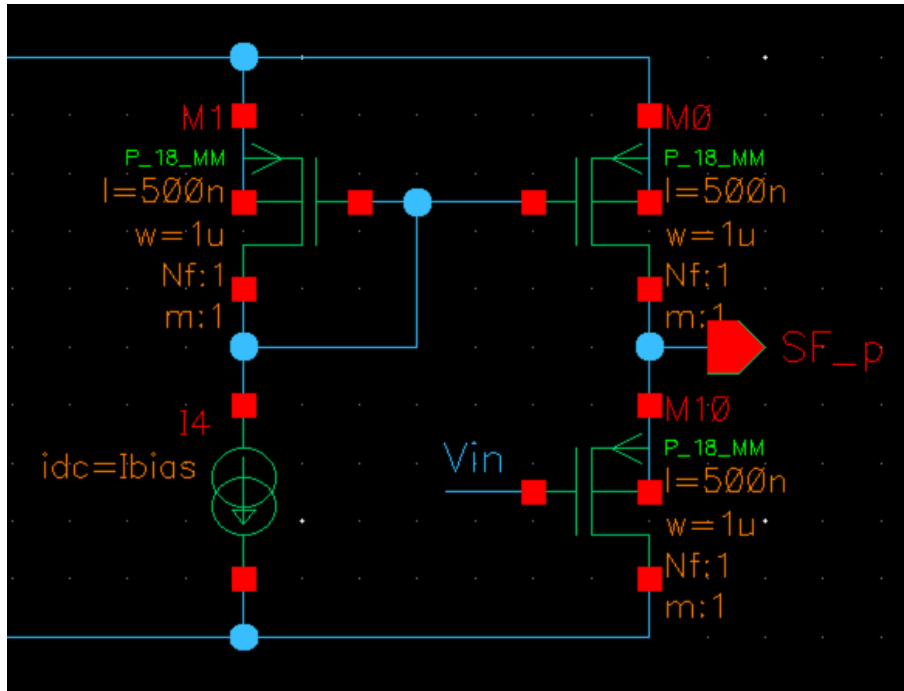 M1
P_18_MM
l=500n
w=1u
Nf:1
m:1
M0
P_18_MM
l=500n
w=1u
Nf:1
m:1
SF_p
I4
idc=Ibias
Vin
M10
P_18_MM
l=500n
w=1u
Nf:1
m:1